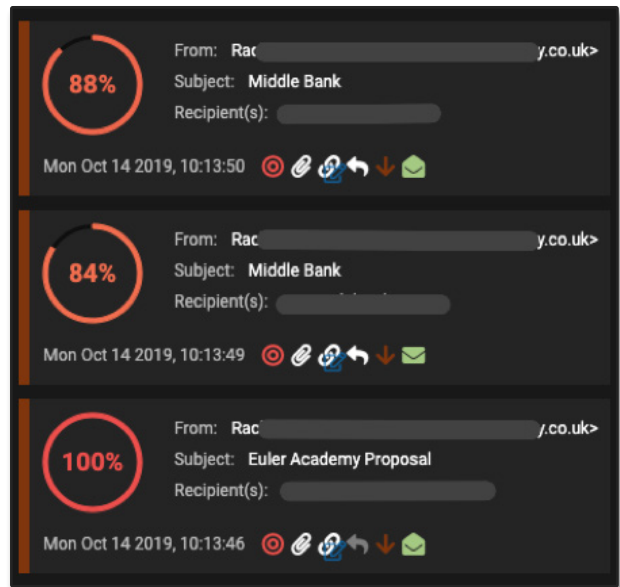 88%
From: Rac y.co.uk>
Subject: Middle Bank
Recipient(s):
Mon Oct 14 2019, 10:13:50
84%
From: Rac y.co.uk>
Subject: Middle Bank
Recipient(s):
Mon Oct 14 2019, 10:13:49
100%
From: Rac y.co.uk>
Subject: Euler Academy Proposal
Recipient(s):
Mon Oct 14 2019, 10:13:46